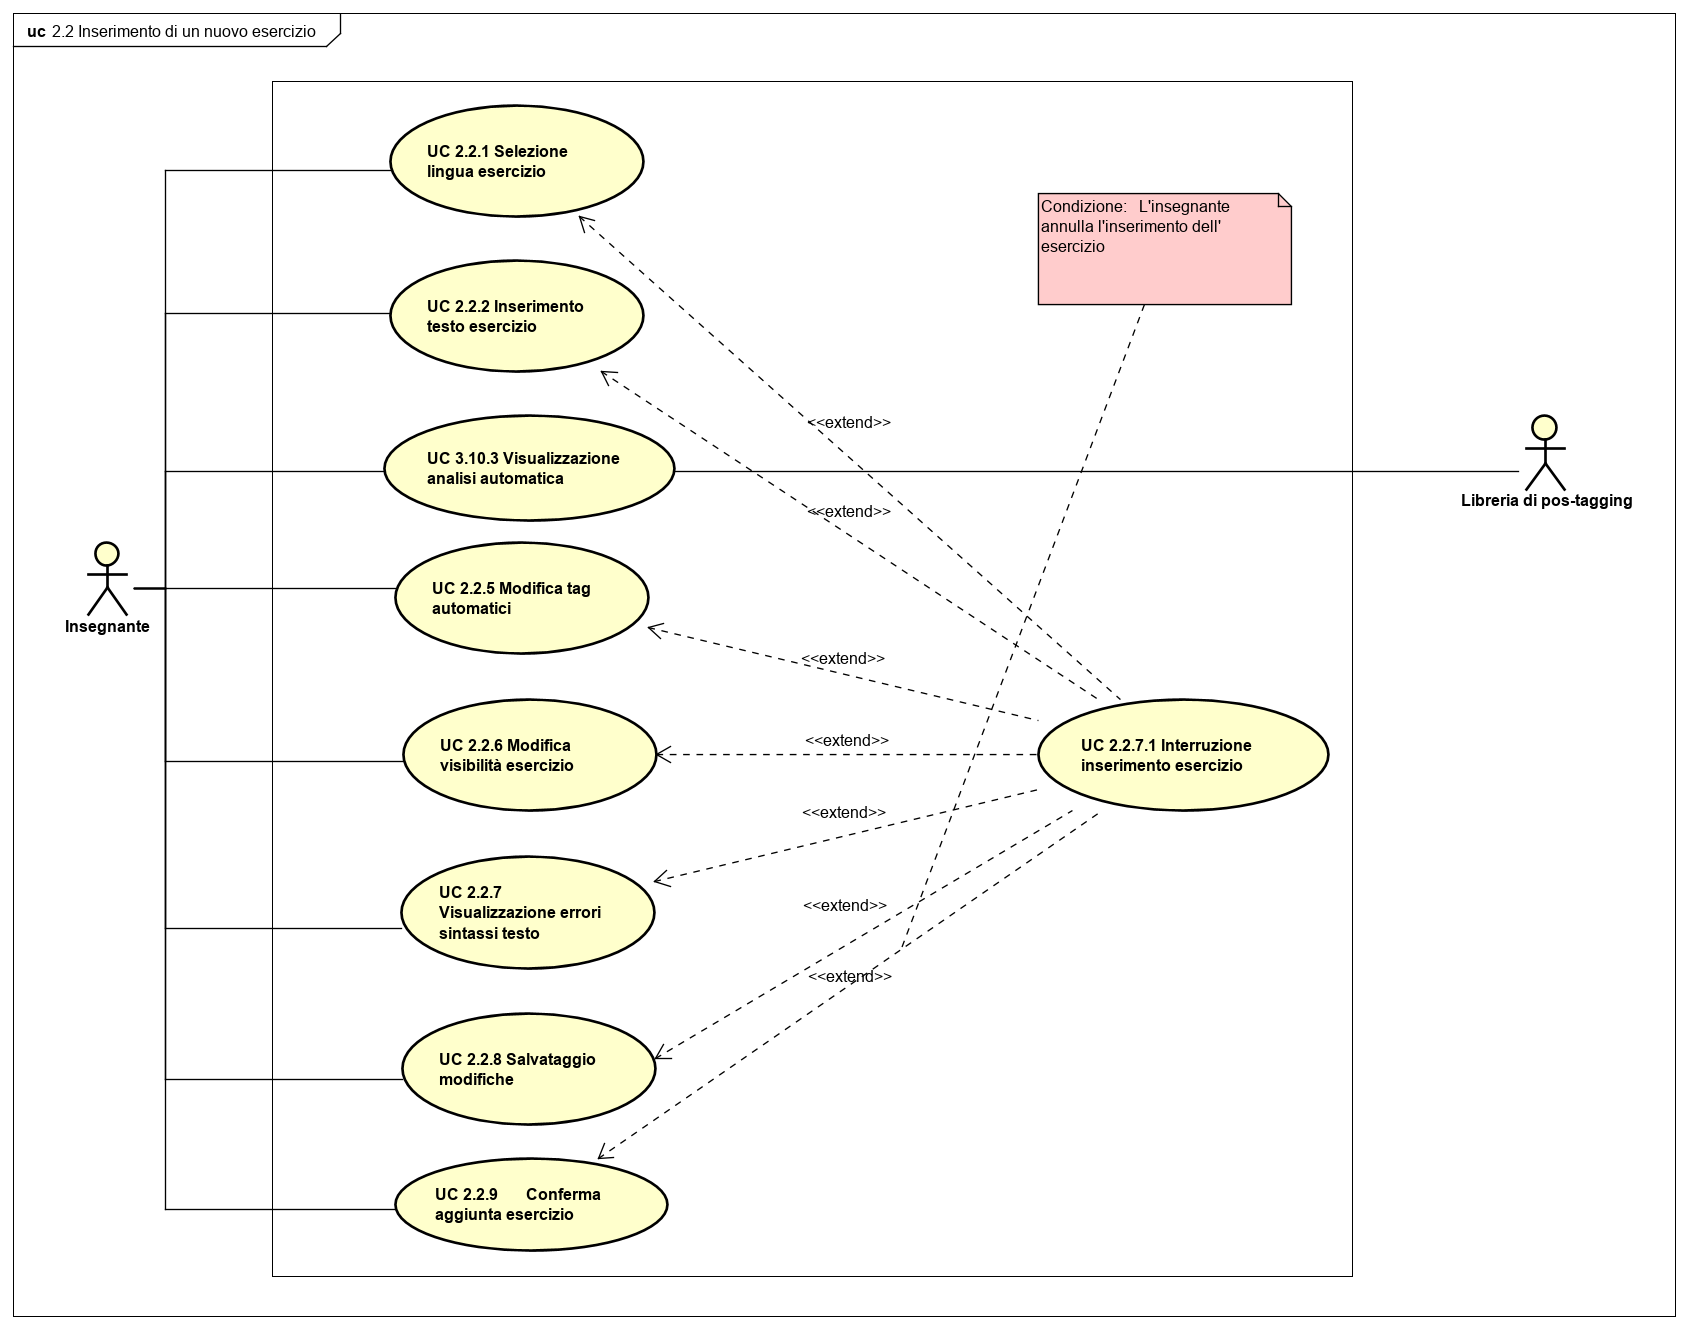 uc 2.2 Inserimento di un nuovo esercizio
UC 2.2.1 Selezione
lingua esercizio
Condizione: L'insegnante
annulla l'inserimento dell'
esercizio
UC 2.2.2 Inserimento
testo esercizio
<<extend>>
UC 3.10.3 Visualizzazione
analisi automatica
Libreria di pos-tagging
<<extend>>
UC 2.2.5 Modifica tag
automatici
Insegnante
<<extend>>
<<extend>>
UC 2.2.6 Modifica
visibilità esercizio
UC 2.2.7.1 Interruzione
inserimento esercizio
<<extend>>
UC 2.2.7
Visualizzazione errori
sintassi testo
<<extend>>
<<extend>>
UC 2.2.8 Salvataggio
modifiche
UC 2.2.9 Conferma
aggiunta esercizio